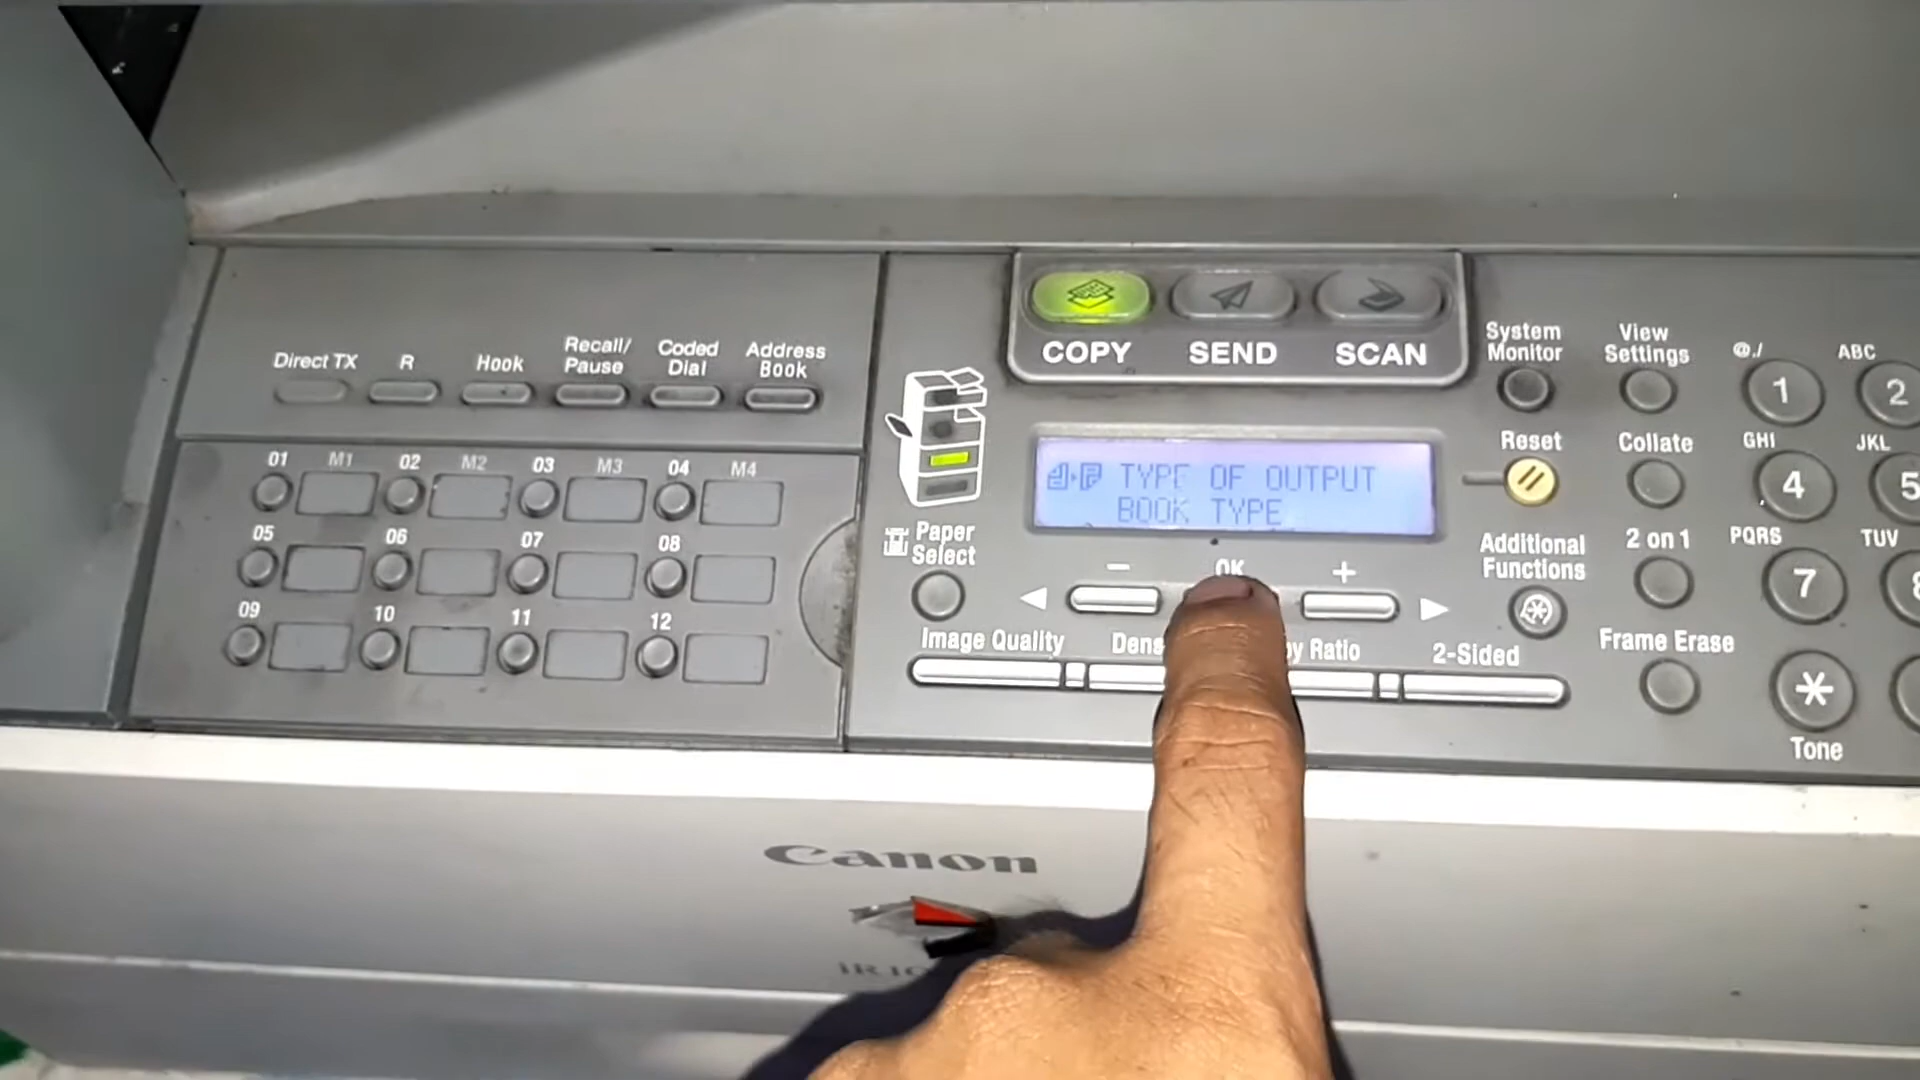 COPY SEND SCAN
System Monitor
View Settings
Direct TX R Hook Recall/ Pause Coded Dial Address Book
@./ ABC
1 2
01 M1 02 M2 03 M3 04 M4
TYPE OF OUTPUT
BOOK TYPE
Reset Collate
GHI JKL
4 5
05 06 07 08
Paper Select
- OK +
Additional Functions
2 on 1
PQRS TUV
7
09 10 11 12
Image Quality 2-Sided
Ratio
Frame Erase
*
Tone
Canon